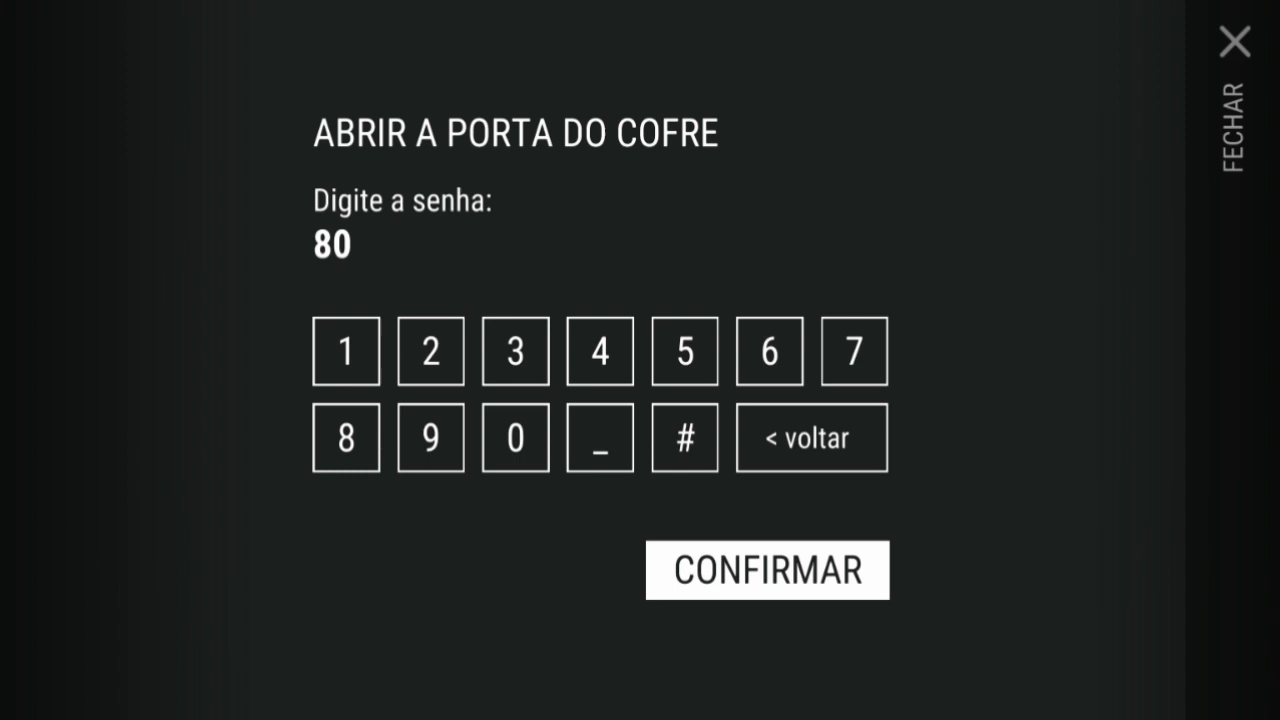 ABRIR A PORTA DO COFRE
Digite a senha:
80
1 2 3 4 5 6 7
8 9 0 _ # < voltar
CONFIRMAR
FECHAR